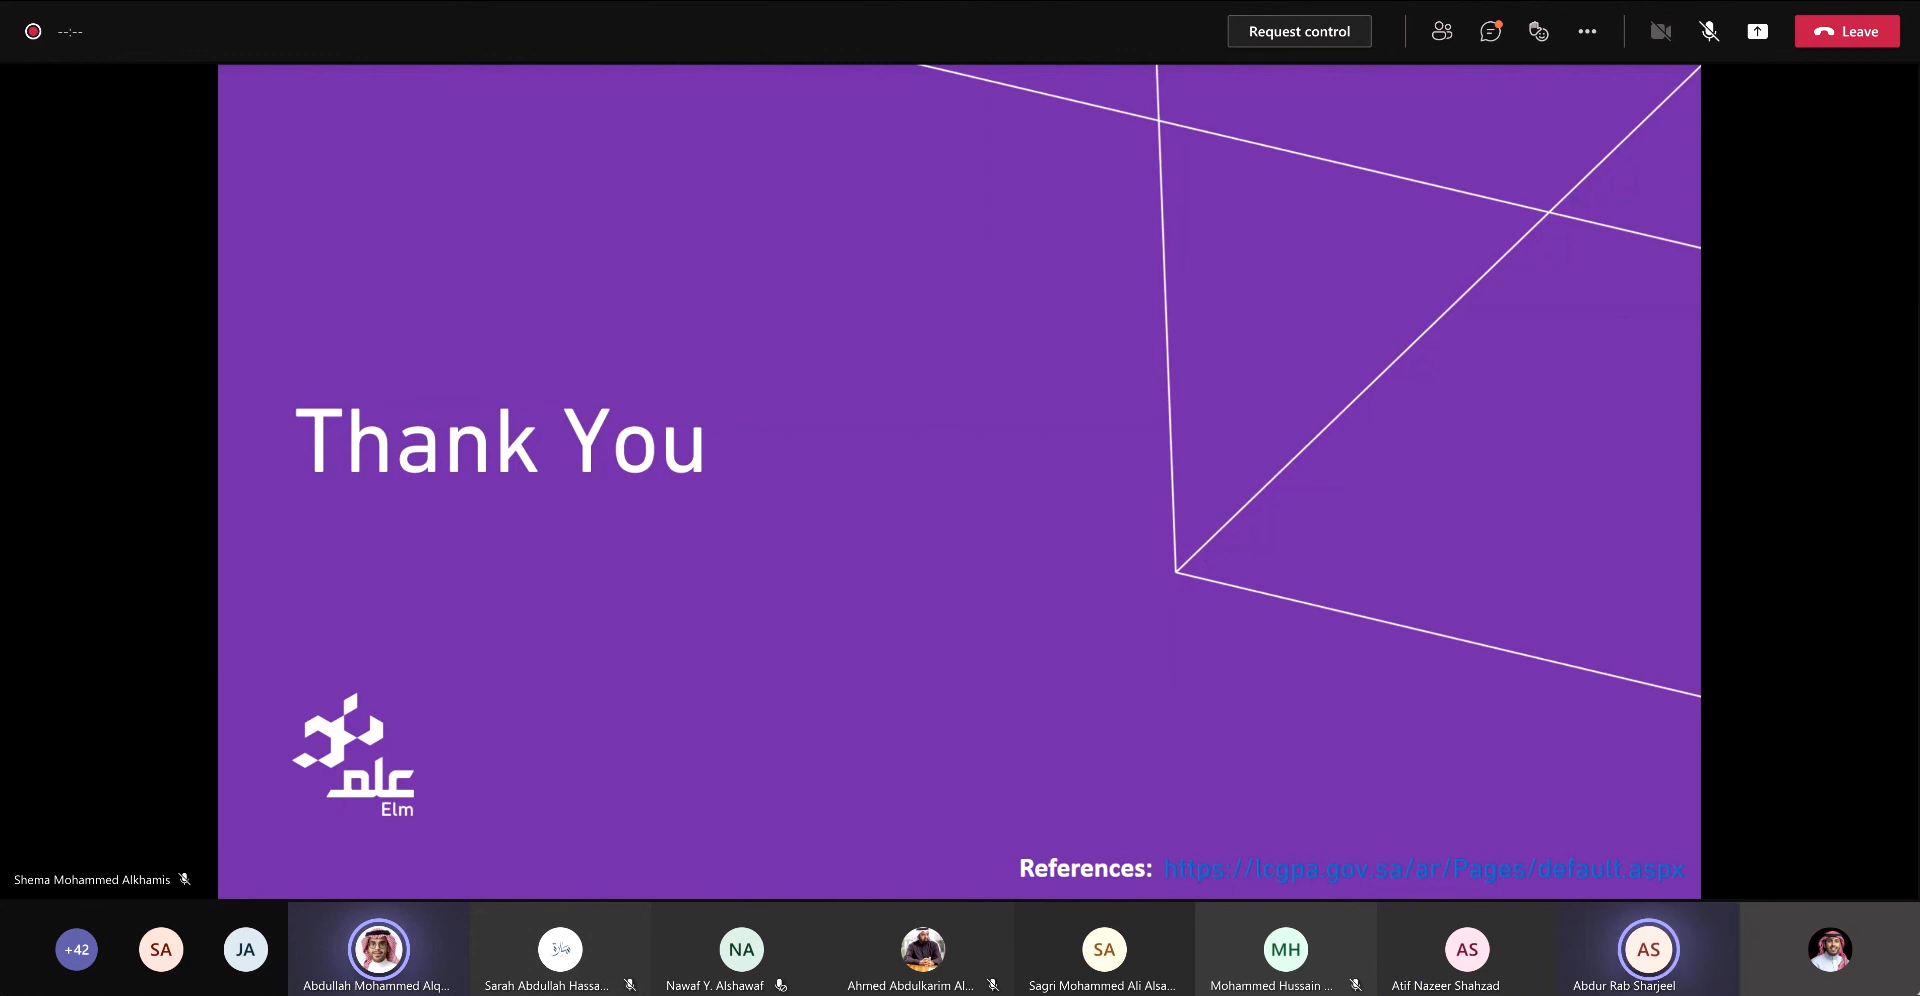 --:--
Request control
Leave
Thank You
علم
Elm
References: https://lcgpa.gov.sa/ar/Pages/default.aspx
Shema Mohammed Alkhamis
+42
SA
JA
NA
SA
MH
AS
AS
Abdullah Mohammed Alq...
Sarah Abdullah Hassa...
Nawaf Y. Alshawaf
Ahmed Abdulkarim Al...
Sagri Mohammed Ali Alsa...
Mohammed Hussain ...
Atif Nazeer Shahzad
Abdur Rab Sharjeel